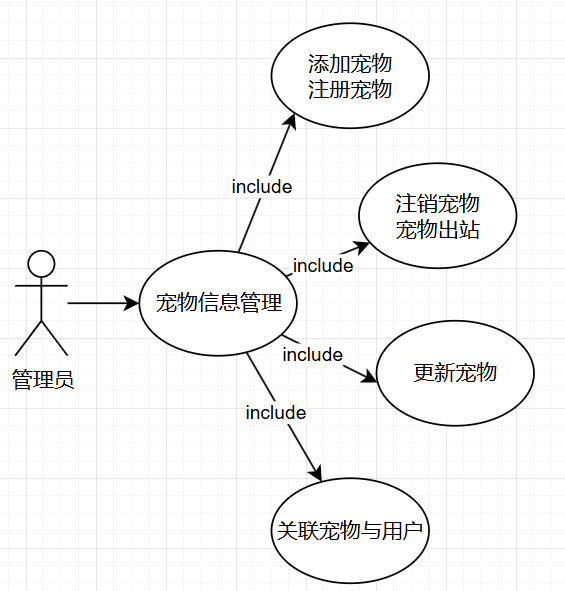 添加宠物
注册宠物
include
注销宠物
宠物出站
include
宠物信息管理
include
更新宠物
管理员
include
关联宠物与用户